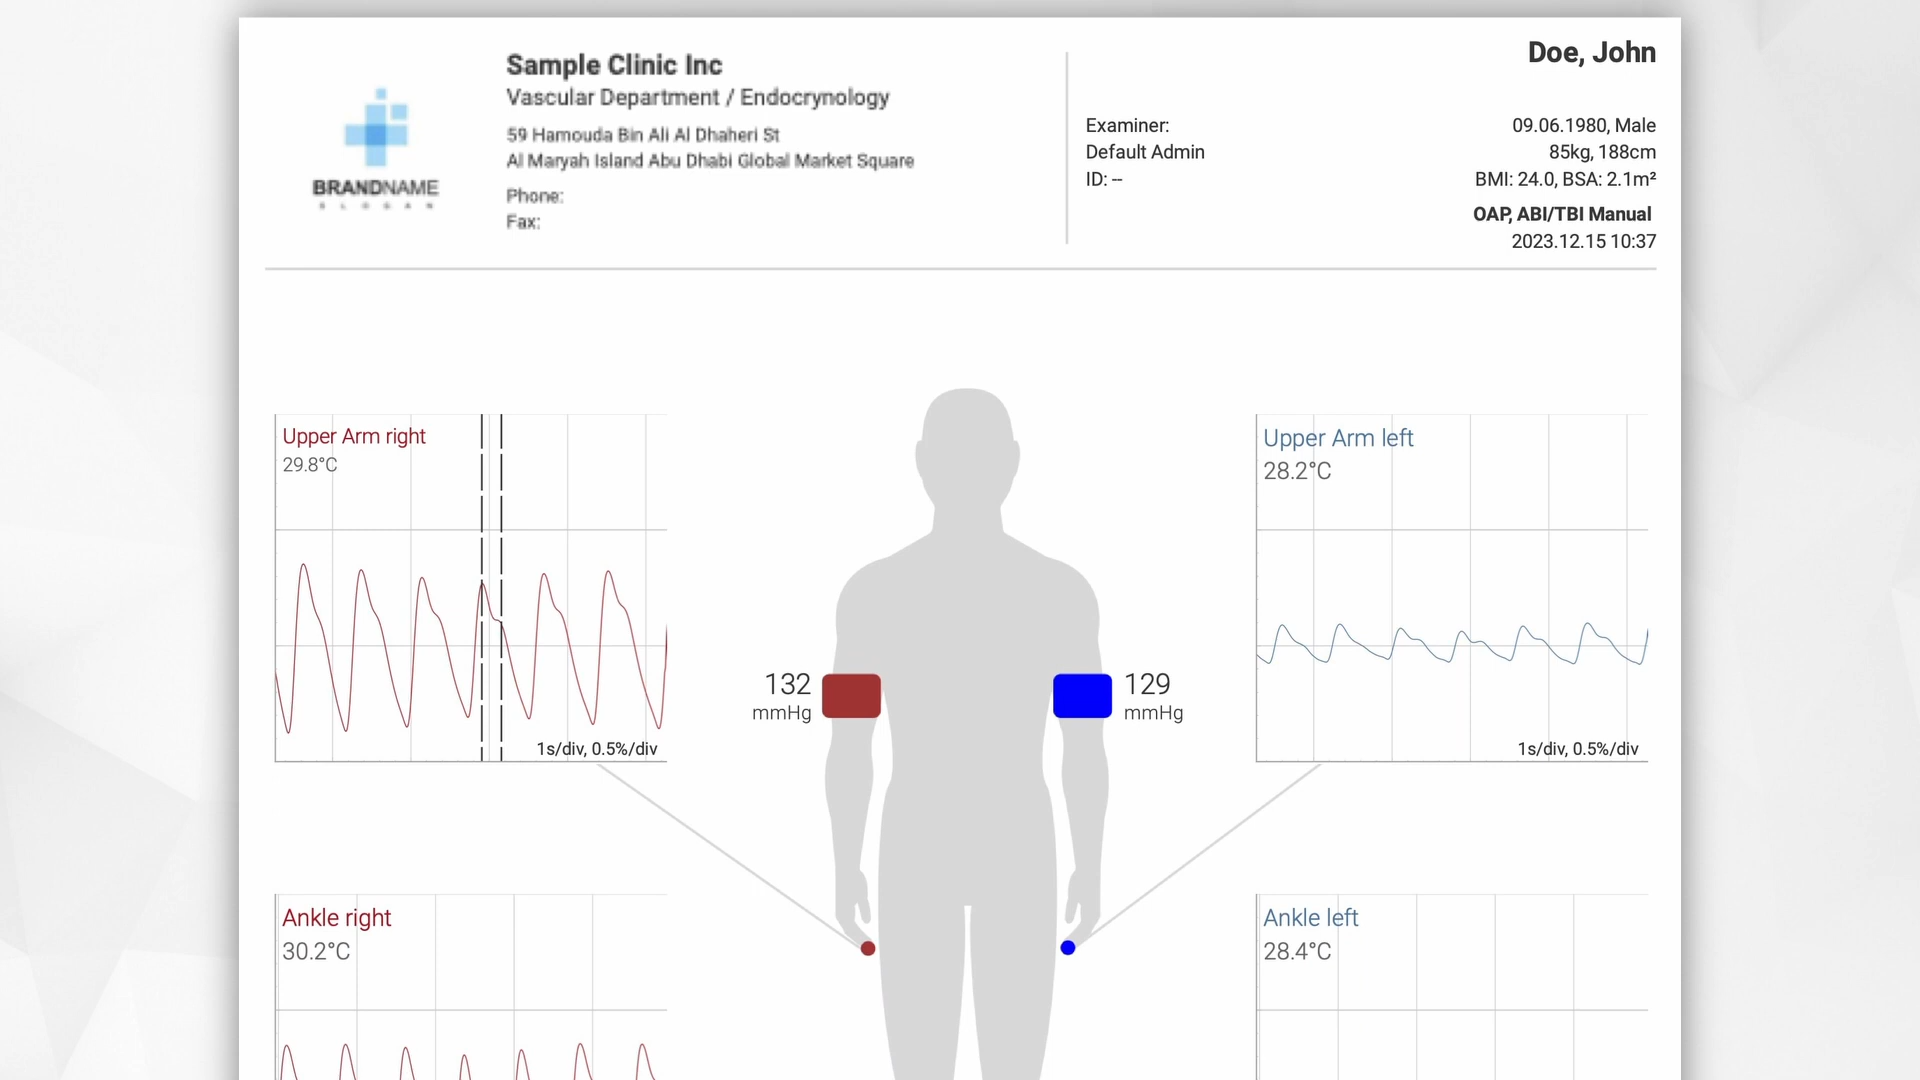 BRANDNAME
SLOGAN
Sample Clinic Inc
Vascular Department / Endocrynology
59 Hamouda Bin Ali Al Dhaheri St
Al Maryah Island Abu Dhabi Global Market Square
Phone:
Fax:
Examiner:
Default Admin
ID: --
Doe, John
09.06.1980, Male
85kg, 188cm
BMI: 24.0, BSA: 2.1m²
OAP, ABI/TBI Manual
2023.12.15 10:37
Upper Arm right
29.8°C
1s/div, 0.5%/div
132
mmHg
129
mmHg
Upper Arm left
28.2°C
1s/div, 0.5%/div
Ankle right
30.2°C
Ankle left
28.4°C